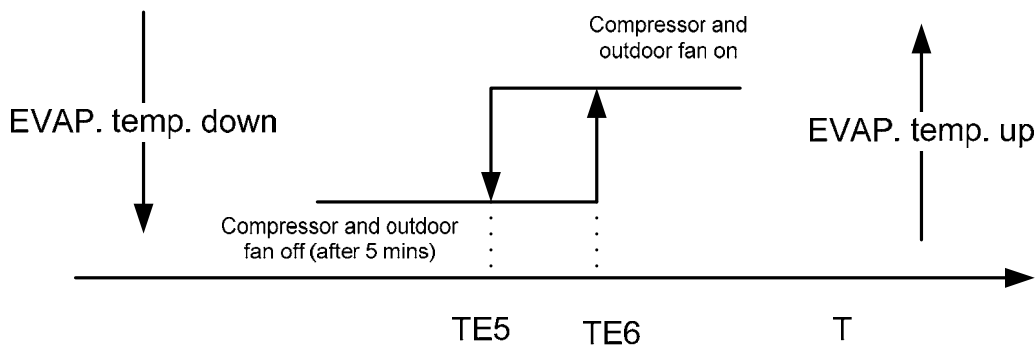 Compressor and
outdoor fan on
EVAP. temp. down
EVAP. temp. up
Compressor and outdoor
fan off (after 5 mins)
TE5
TE6
T